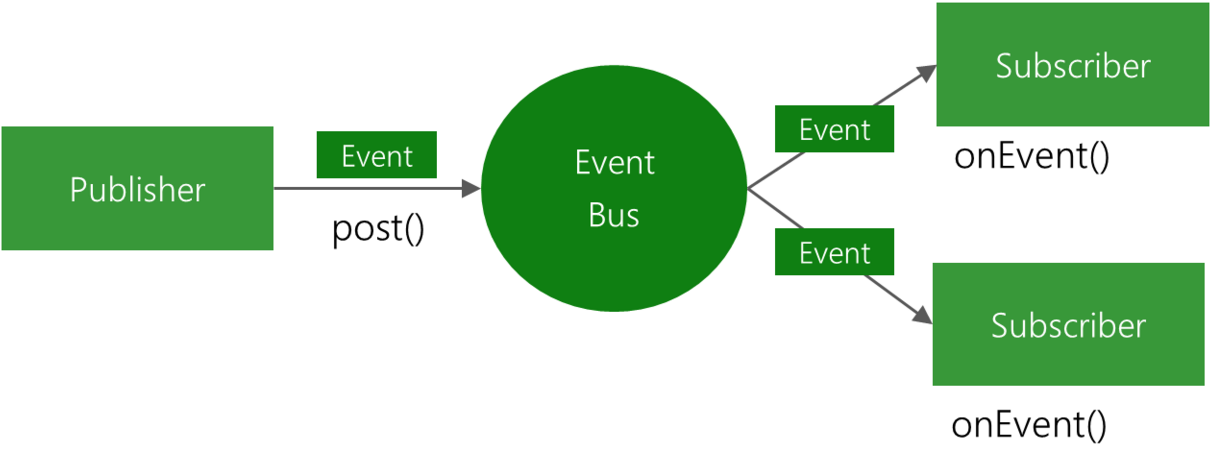 Publisher
Event
post()
Event
Bus
Event
Subscriber
onEvent()
Event
Subscriber
onEvent()